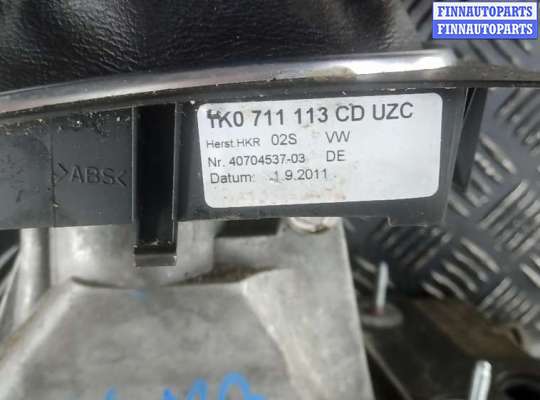 FINNAUTOPARTS
FINNAUTOPARTS
1K0 711 113 CD UZC
Herst.HKR 02S VW
Nr. 40704537-03 DE
Datum: 1.9.2011
>ABS<